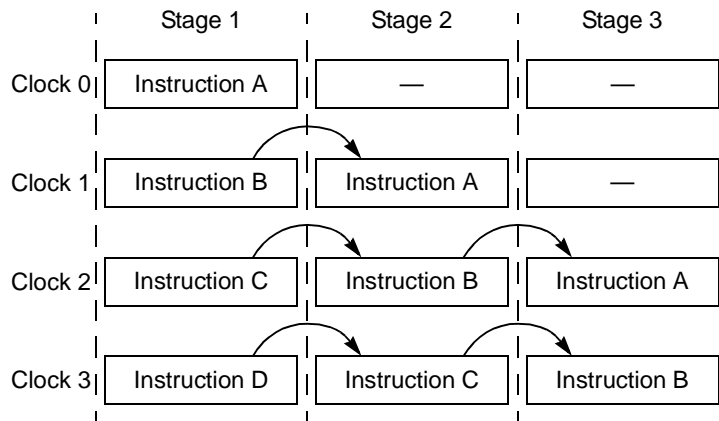 Stage 1 Stage 2 Stage 3
Clock 0 Instruction A — —
Clock 1 Instruction B Instruction A —
Clock 2 Instruction C Instruction B Instruction A
Clock 3 Instruction D Instruction C Instruction B